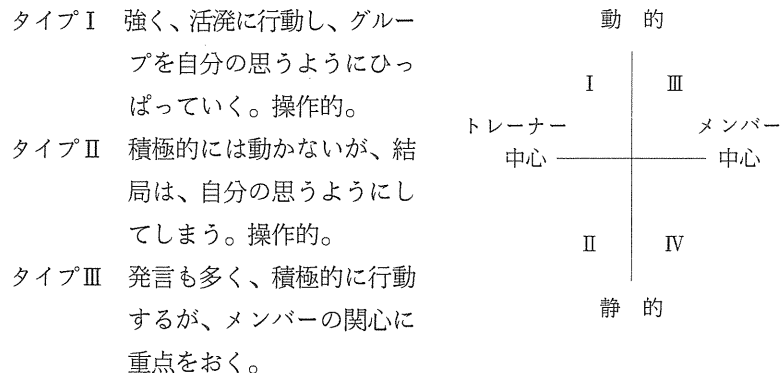 タイプⅠ 強く、活潑に行動し、グルー
プを自分の思うようにひっ
ぱっていく。操作的。
タイプⅡ 積極的には動かないが、結
局は、自分の思うようにし
てしまう。操作的。
タイプⅢ 発言も多く、積極的に行動
するが、メンバーの関心に
重点をおく。
動 的
Ⅰ Ⅲ
トレーナー メンバー
中心 中心
Ⅱ Ⅳ
静 的